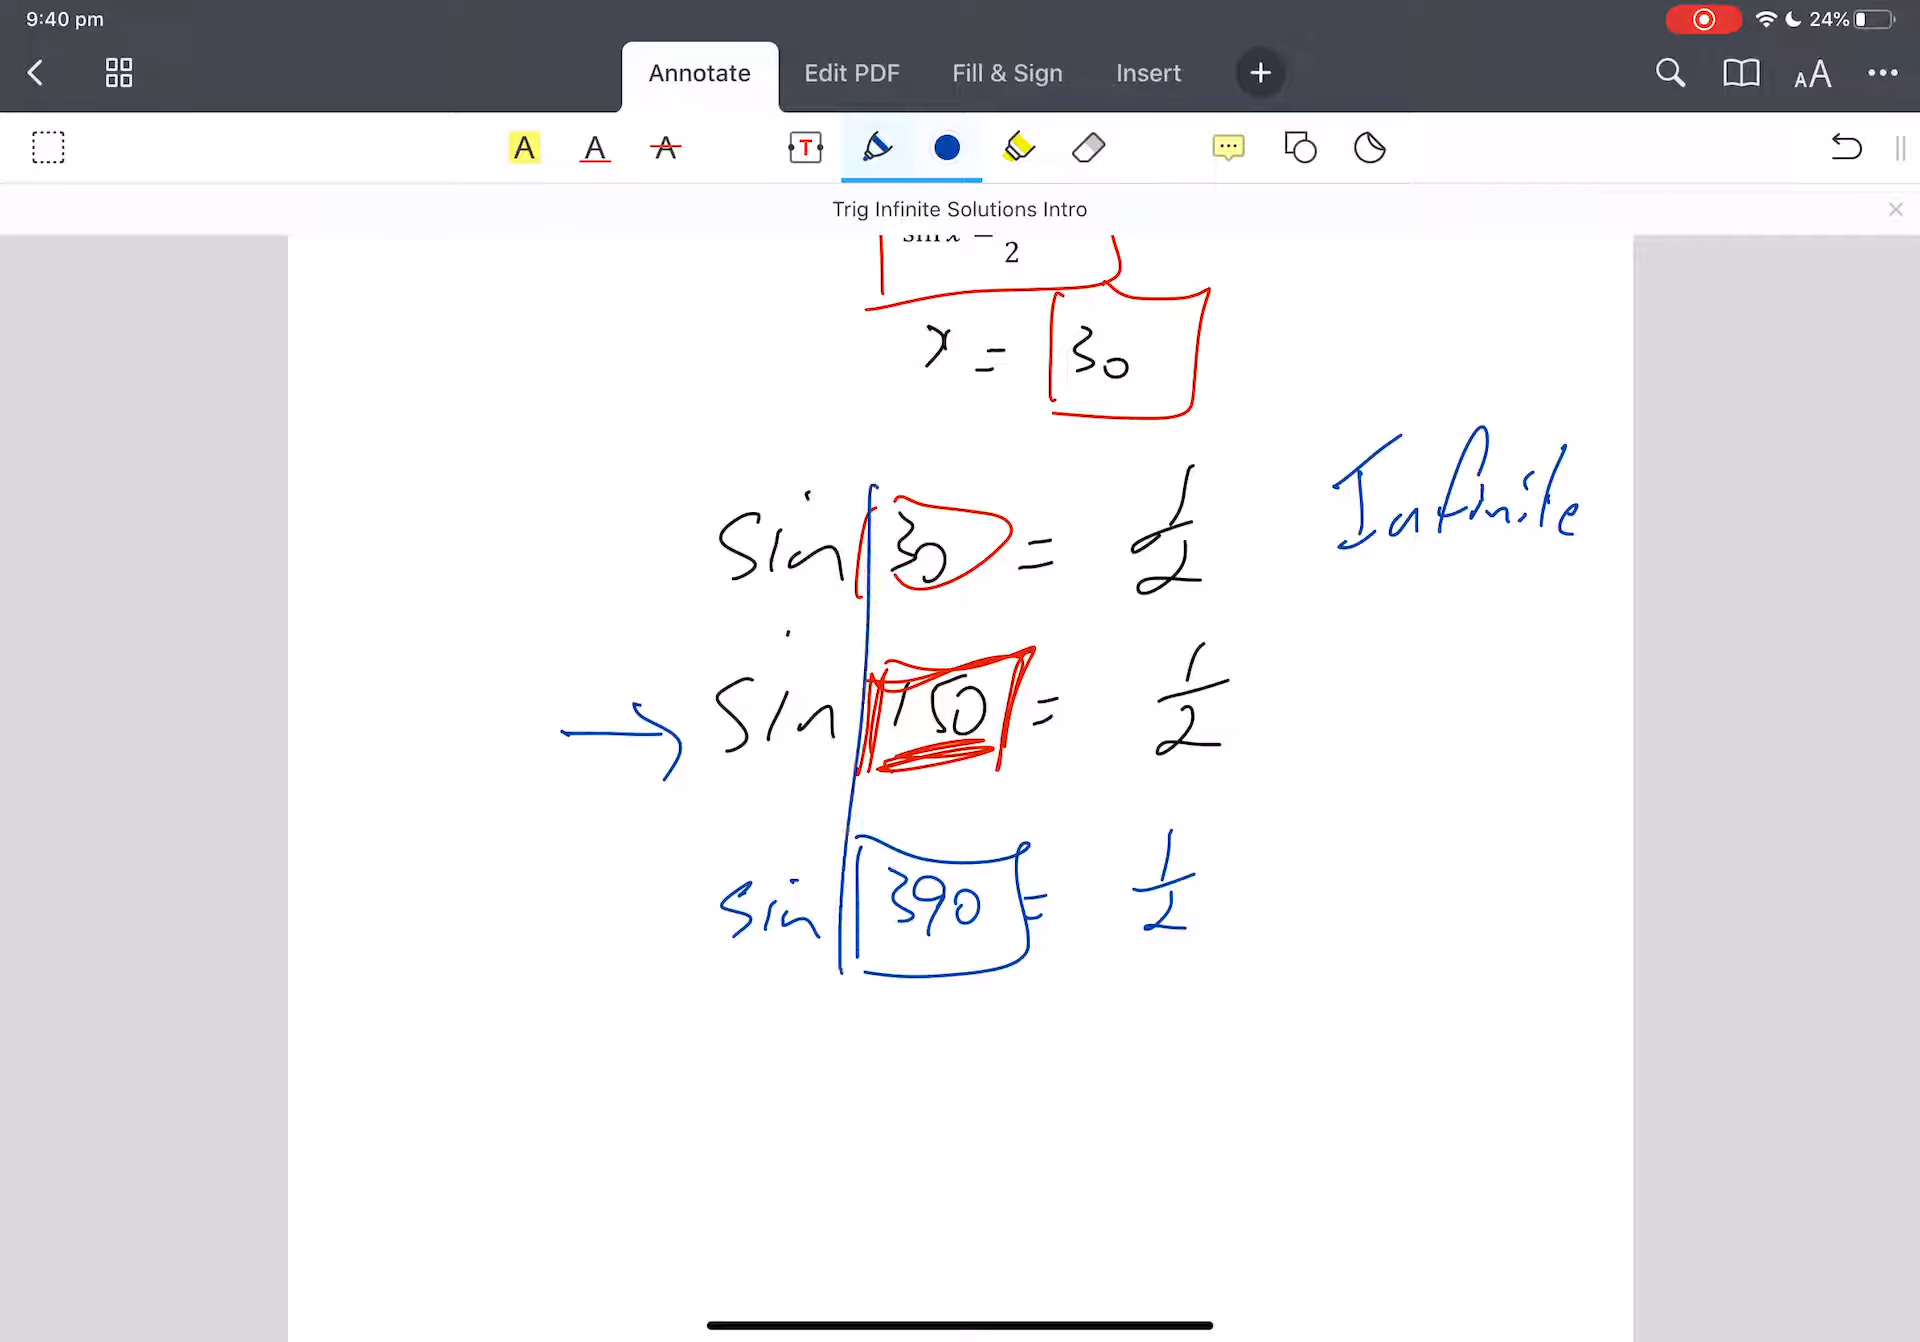 9:40 pm
24%
Annotate
Edit PDF
Fill & Sign
Insert
Trig Infinite Solutions Intro
2
x = 30
Sin 30 = 1/2
Infinite
Sin 150 = 1/2
sin 390 = 1/2